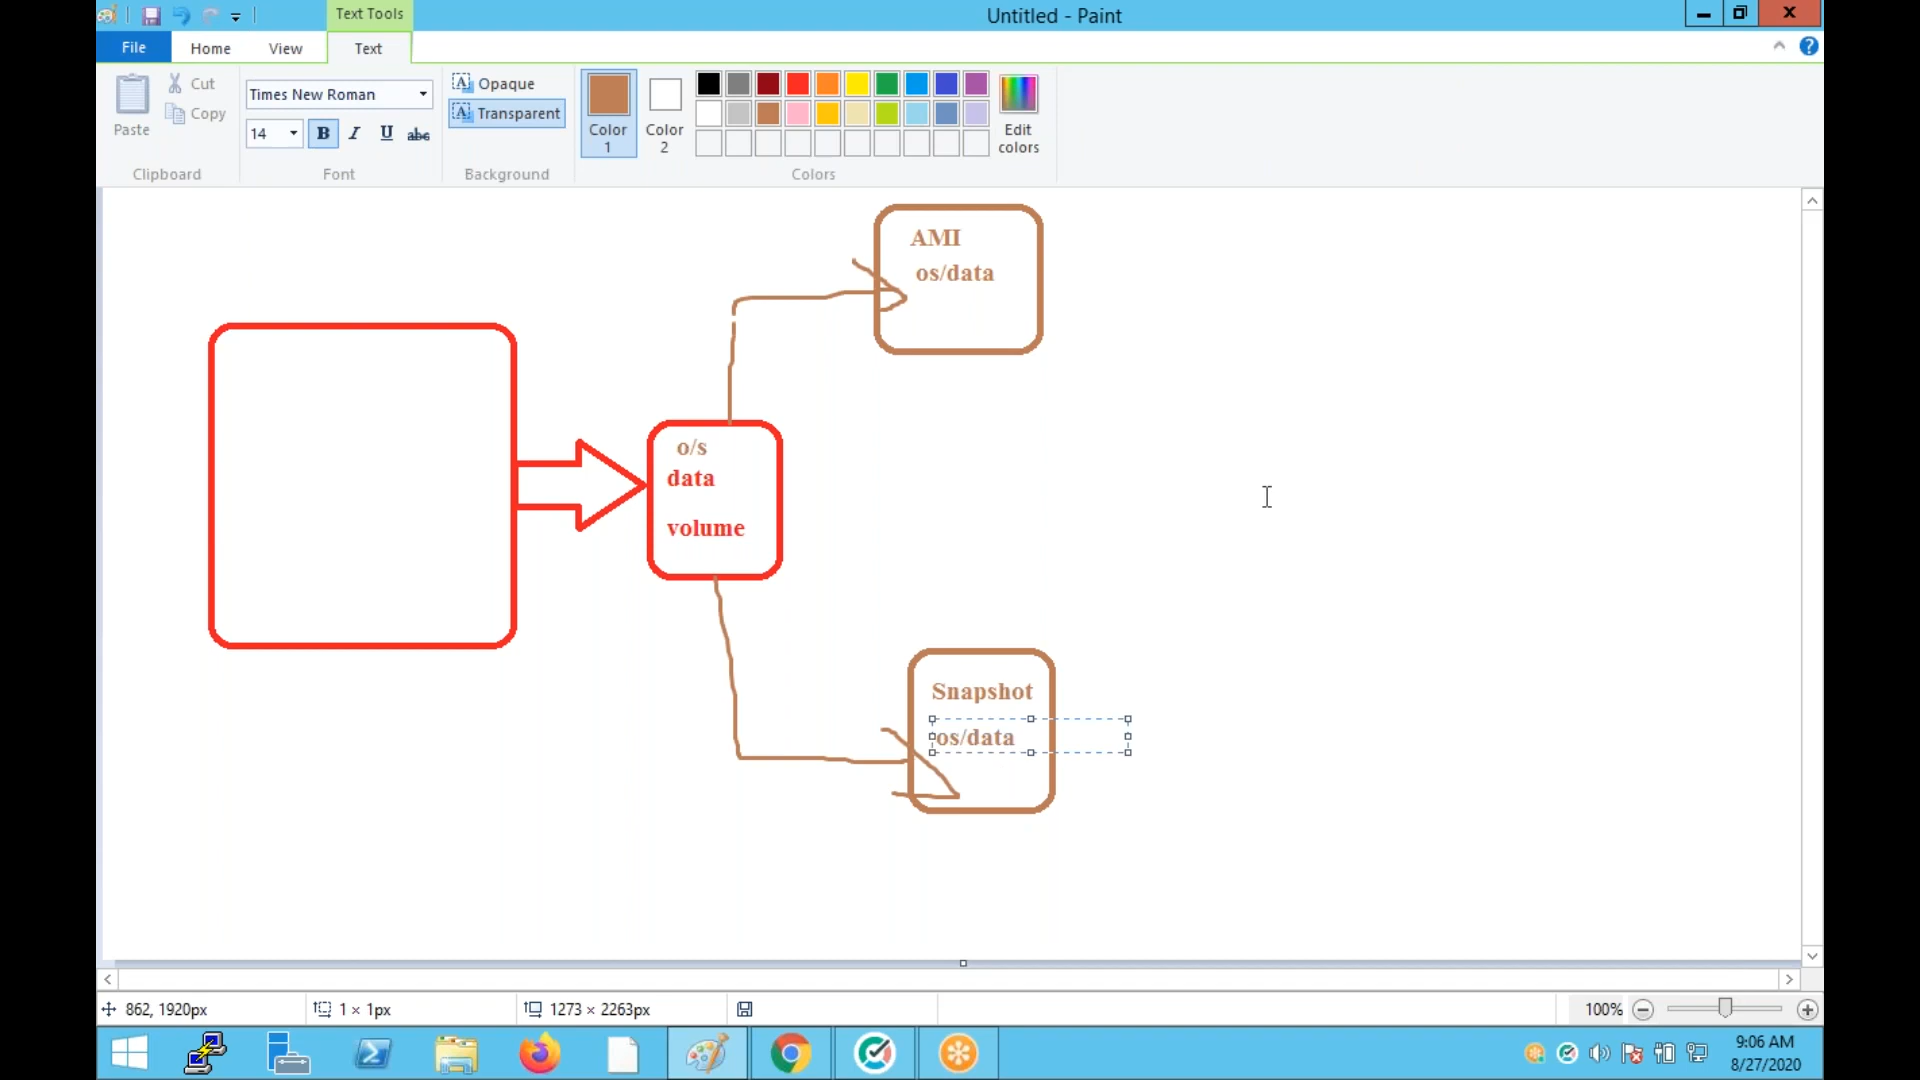 Text Tools
Untitled - Paint
File
Home
View
Text
Paste
Cut
Copy
Clipboard
Times New Roman
14
B
I
U
abc
Font
A Opaque
A Transparent
Background
Color
1
Color
2
Edit
colors
Colors
AMI
os/data
o/s
data
volume
Snapshot
os/data
862, 1920px
1 × 1px
1273 × 2263px
100%
9:06 AM
8/27/2020